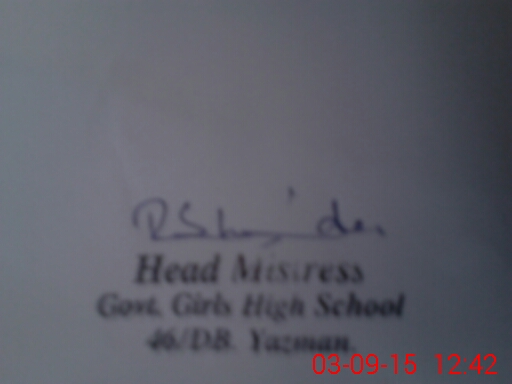 Head Mistress
Govt. Girls High School
46/DB. Yazman.
03-09-15 12:42